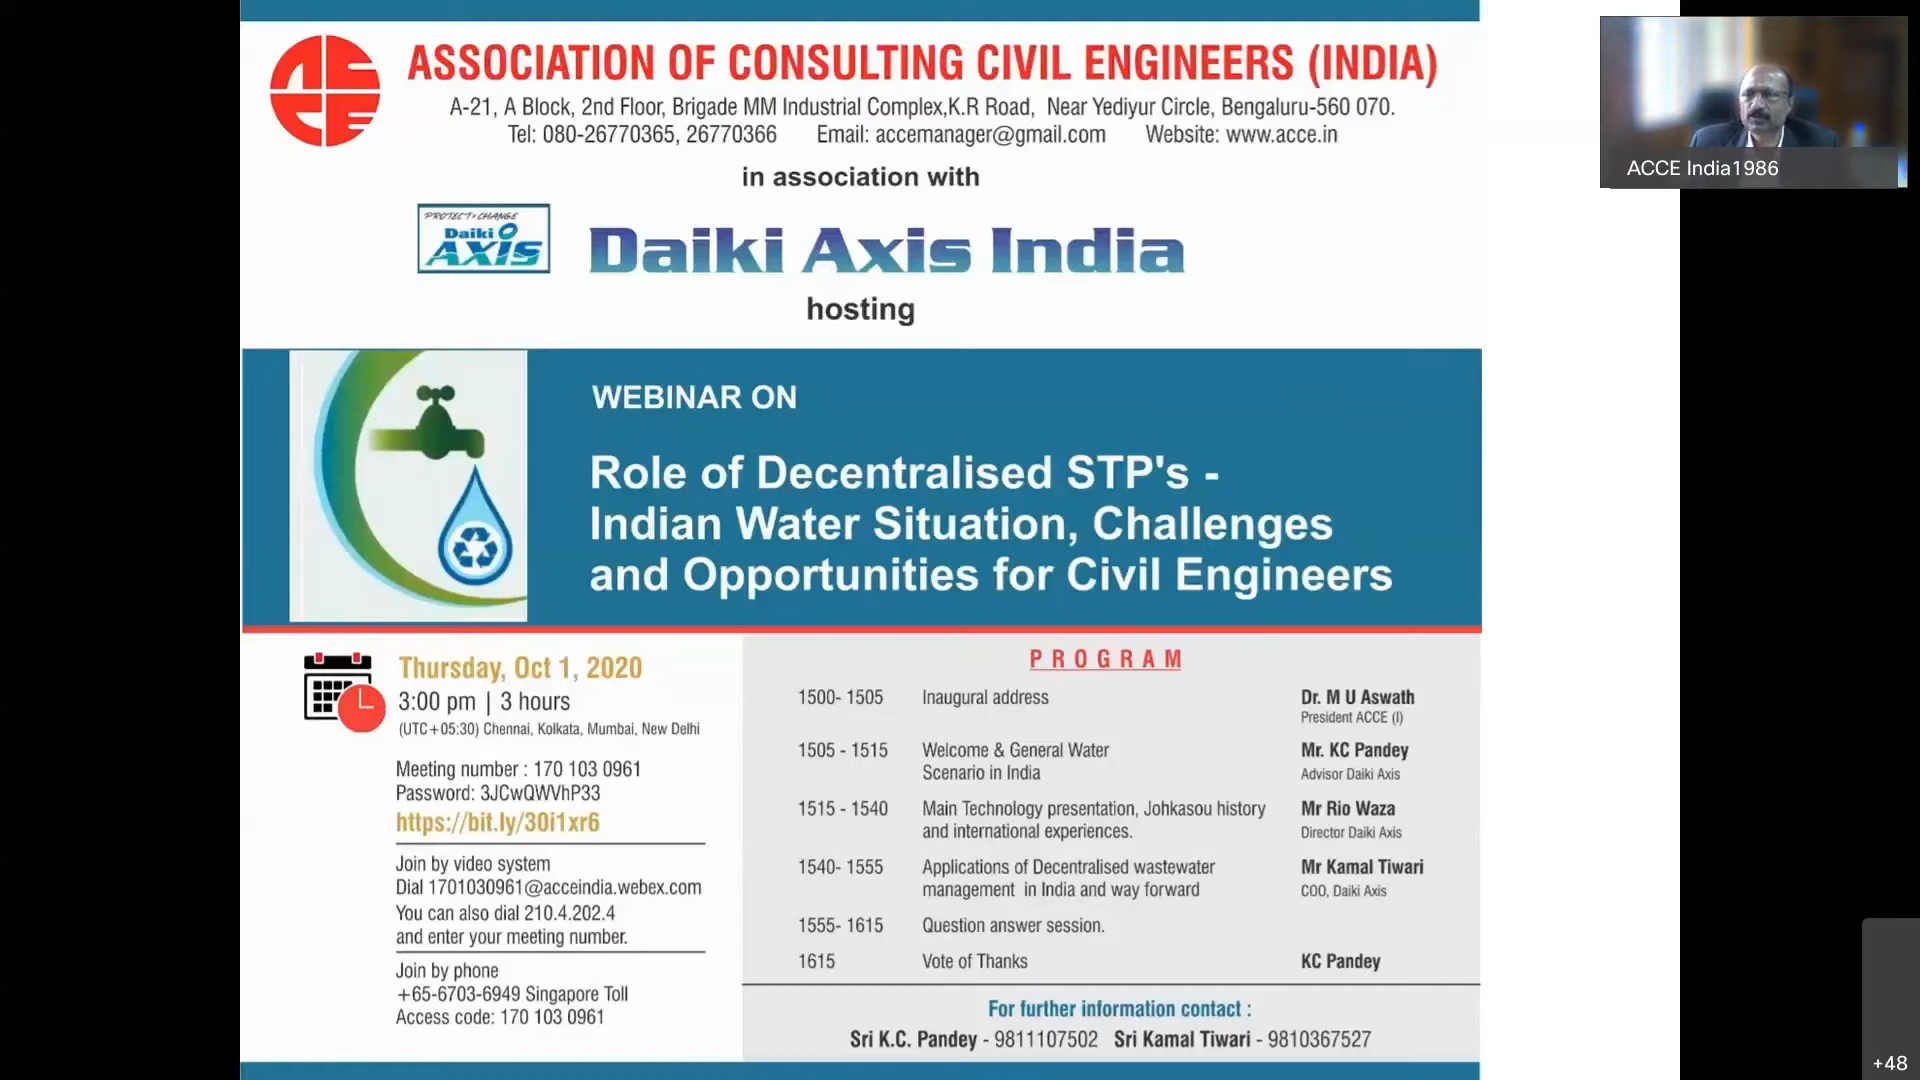 ASSOCIATION OF CONSULTING CIVIL ENGINEERS (INDIA)
A-21, A Block, 2nd Floor, Brigade MM Industrial Complex,K.R Road, Near Yediyur Circle, Bengaluru-560 070.
Tel: 080-26770365, 26770366 Email: accemanager@gmail.com Website: www.acce.in
in association with
PROTECT × CHANGE
Daiki
AXIS
Daiki Axis India
hosting
WEBINAR ON
Role of Decentralised STP's -
Indian Water Situation, Challenges
and Opportunities for Civil Engineers
Thursday, Oct 1, 2020
3:00 pm | 3 hours
(UTC+05:30) Chennai, Kolkata, Mumbai, New Delhi
Meeting number : 170 103 0961
Password: 3JCwQWVhP33
https://bit.ly/30i1xr6
Join by video system
Dial 1701030961@acceindia.webex.com
You can also dial 210.4.202.4
and enter your meeting number.
Join by phone
+65-6703-6949 Singapore Toll
Access code: 170 103 0961
PROGRAM
1500- 1505 Inaugural address Dr. M U Aswath
President ACCE (I)
1505 - 1515 Welcome & General Water Mr. KC Pandey
Scenario in India Advisor Daiki Axis
1515 - 1540 Main Technology presentation, Johkasou history Mr Rio Waza
and international experiences. Director Daiki Axis
1540- 1555 Applications of Decentralised wastewater Mr Kamal Tiwari
management in India and way forward COO, Daiki Axis
1555- 1615 Question answer session.
1615 Vote of Thanks KC Pandey
For further information contact :
Sri K.C. Pandey - 9811107502 Sri Kamal Tiwari - 9810367527
ACCE India1986
+48